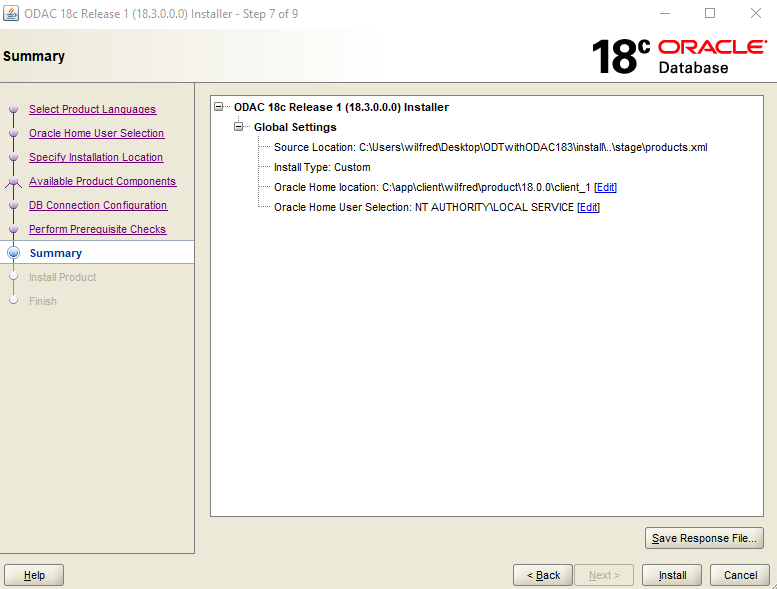 ODAC 18c Release 1 (18.3.0.0.0) Installer - Step 7 of 9
Summary
18c ORACLE
Database
Select Product Languages
Oracle Home User Selection
Specify Installation Location
Available Product Components
DB Connection Configuration
Perform Prerequisite Checks
Summary
Install Product
Finish
ODAC 18c Release 1 (18.3.0.0.0) Installer
Global Settings
Source Location: C:\Users\wilfred\Desktop\ODTwithODAC183\install\..\stage\products.xml
Install Type: Custom
Oracle Home location: C:\app\client\wilfred\product\18.0.0\client_1 [Edit]
Oracle Home User Selection: NT AUTHORITY\LOCAL SERVICE [Edit]
Save Response File...
Help
< Back
Next >
Install
Cancel